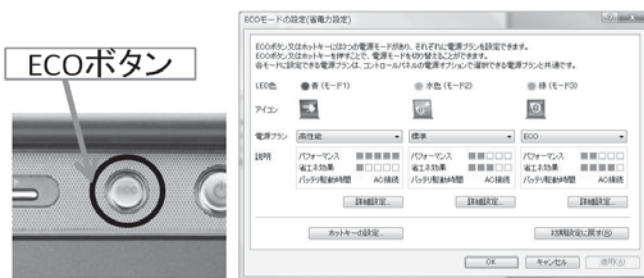 ECOボタン
ECO
ECOモードの設定(省電力設定)
ECOボタン又はホットキーには3つの電源モードがあり、それぞれに電源プランを設定できます。
ECOボタン又はホットキーを押すことで、電源モードを切り替えることができます。
各モードに設定できる電源プランは、コントロールパネルの電源オプションで選択できる電源プランと共通です。
LED色 青 (モード1) 水色 (モード2) 緑 (モード3)
アイコン
電源プラン 高性能 標準 ECO
説明 パフォーマンス パフォーマンス パフォーマンス
省エネ効果 省エネ効果 省エネ効果
バッテリ駆動時間 AC接続 バッテリ駆動時間 AC接続 バッテリ駆動時間 AC接続
詳細設定... 詳細設定... 詳細設定...
ホットキーの設定... 初期設定に戻す(R)
OK キャンセル 適用(A)